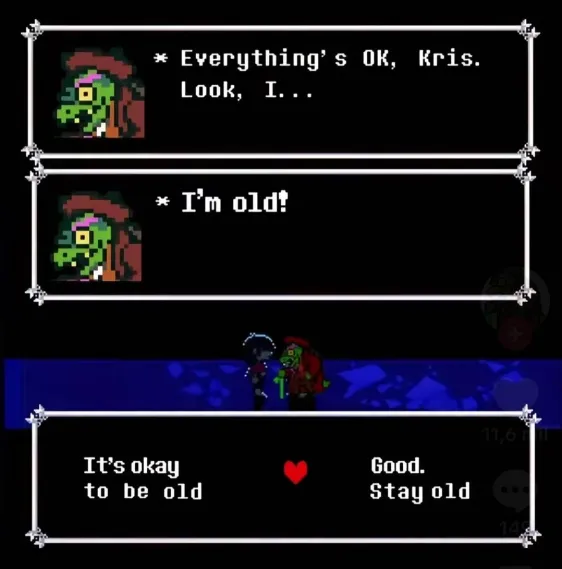 * Everything's OK, Kris.
Look, I...
* I'm old!
It's okay
to be old
Good.
Stay old